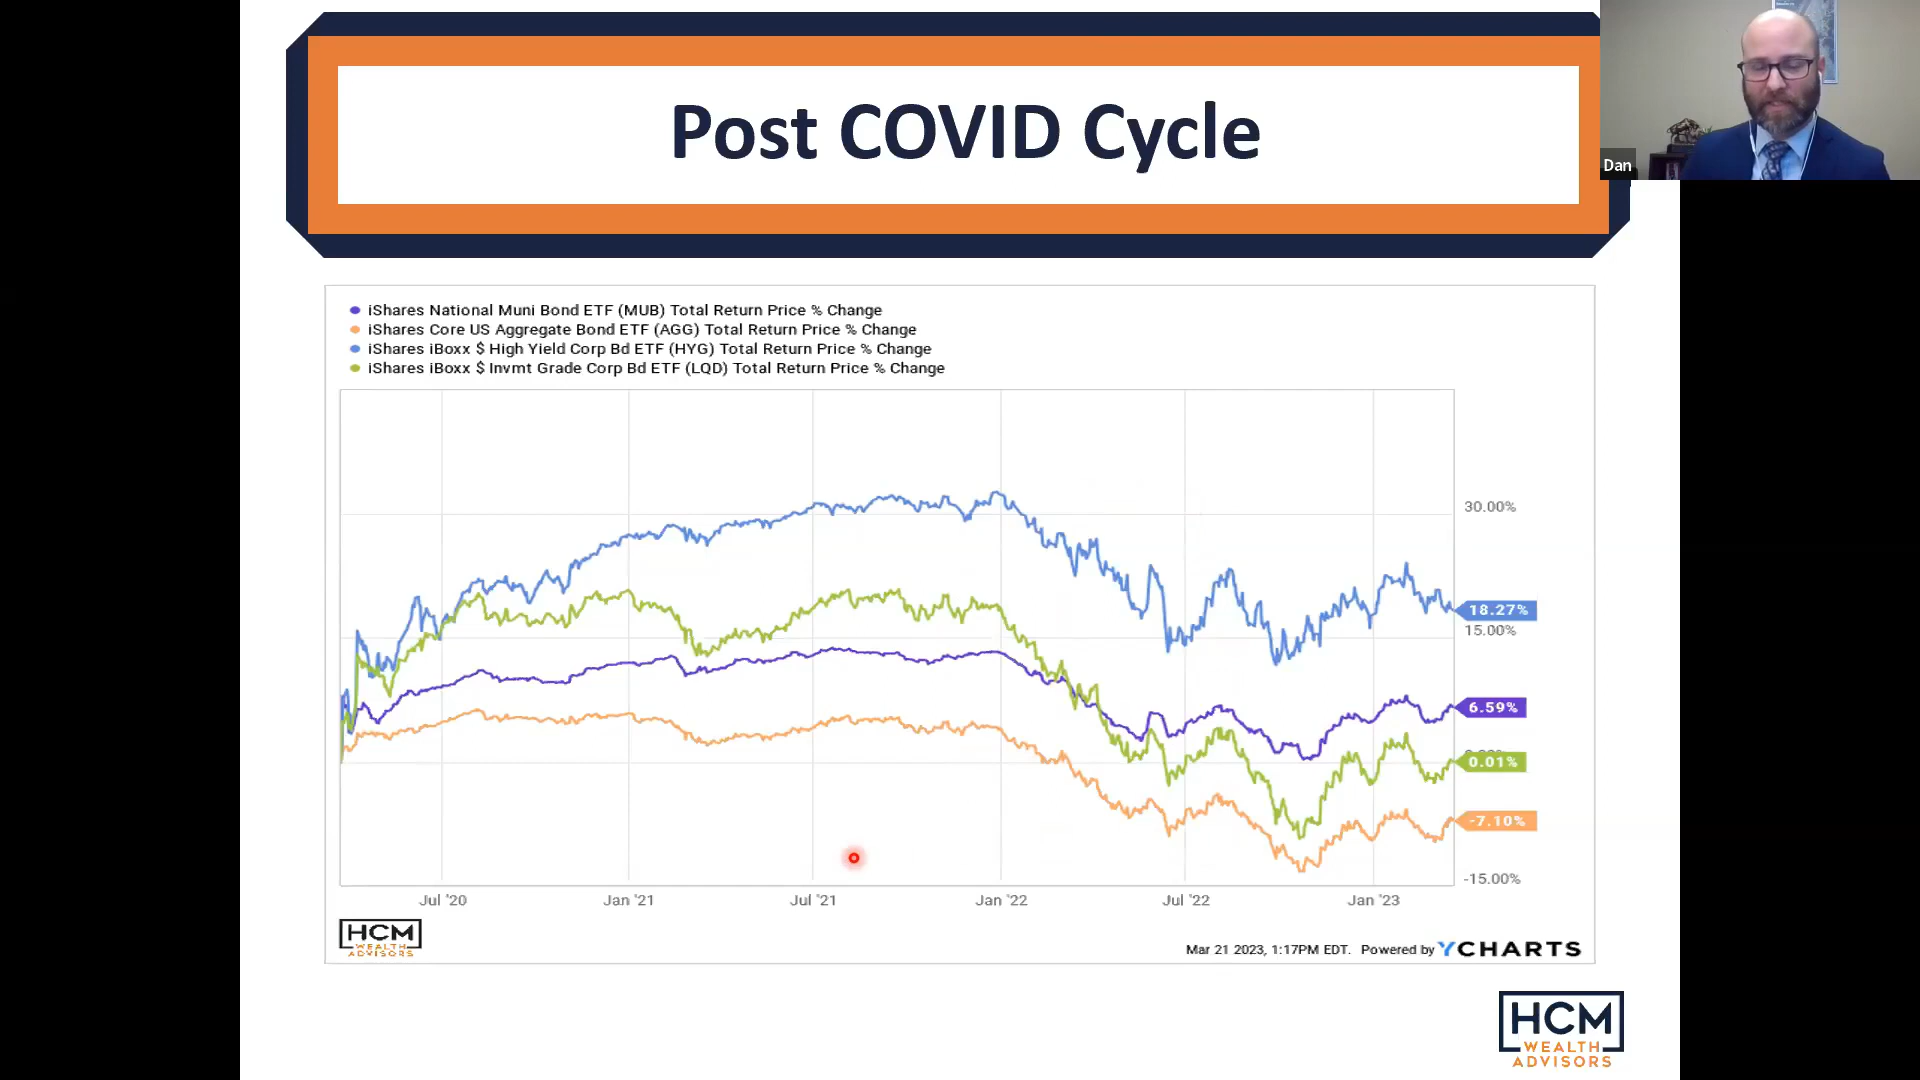 Post COVID Cycle
Dan
iShares National Muni Bond ETF (MUB) Total Return Price % Change
iShares Core US Aggregate Bond ETF (AGG) Total Return Price % Change
iShares iBoxx $ High Yield Corp Bd ETF (HYG) Total Return Price % Change
iShares iBoxx $ Invmt Grade Corp Bd ETF (LQD) Total Return Price % Change
30.00%
18.27%
15.00%
6.59%
0.01%
-7.10%
-15.00%
Jul '20 Jan '21 Jul '21 Jan '22 Jul '22 Jan '23
HCM
WEALTH
ADVISORS
Mar 21 2023, 1:17PM EDT. Powered by YCHARTS
HCM
WEALTH
ADVISORS